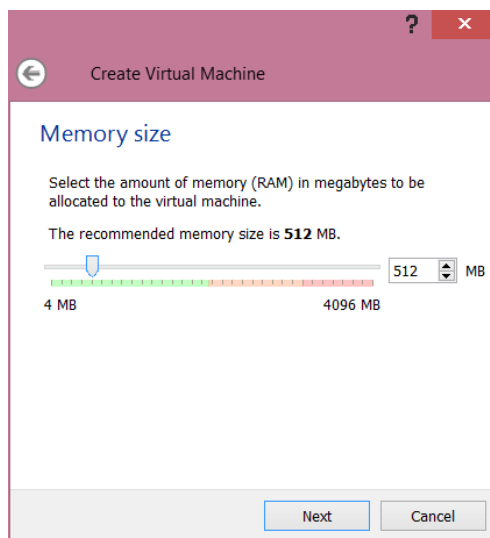 ?
×
Create Virtual Machine
Memory size
Select the amount of memory (RAM) in megabytes to be
allocated to the virtual machine.
The recommended memory size is 512 MB.
512 MB
4 MB 4096 MB
Next Cancel